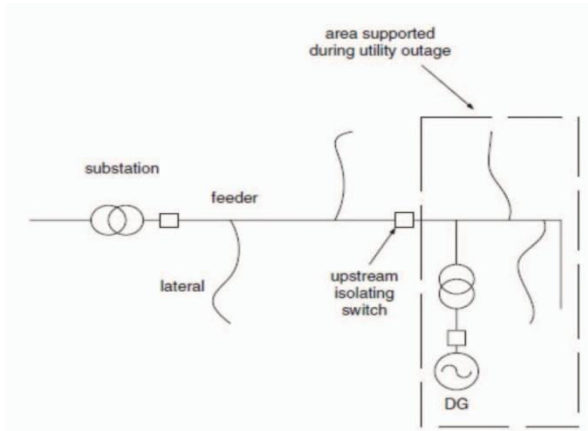 area supported
during utility outage
substation
feeder
lateral
upstream
isolating
switch
DG